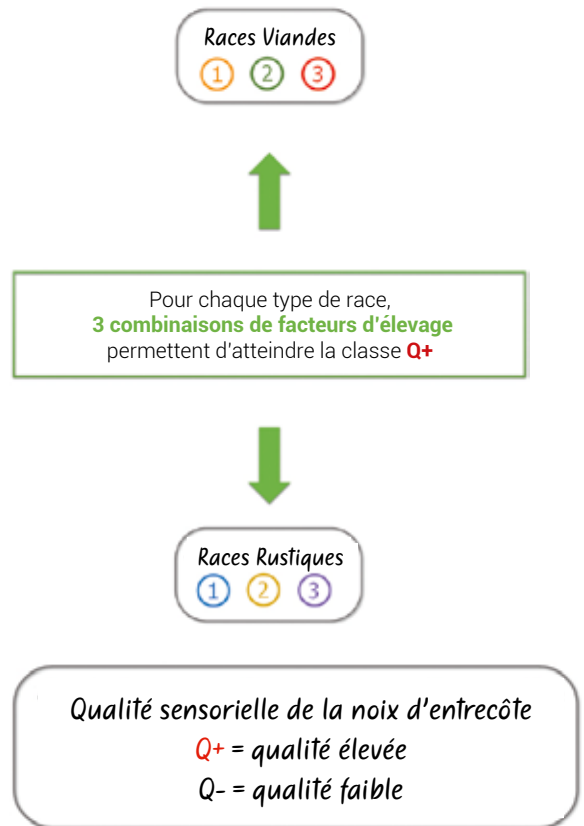 Races Viandes
1 2 3
Pour chaque type de race,
3 combinaisons de facteurs d'élevage
permettent d'atteindre la classe Q+
Races Rustiques
1 2 3
Qualité sensorielle de la noix d'entrecôte
Q+ = qualité élevée
Q- = qualité faible